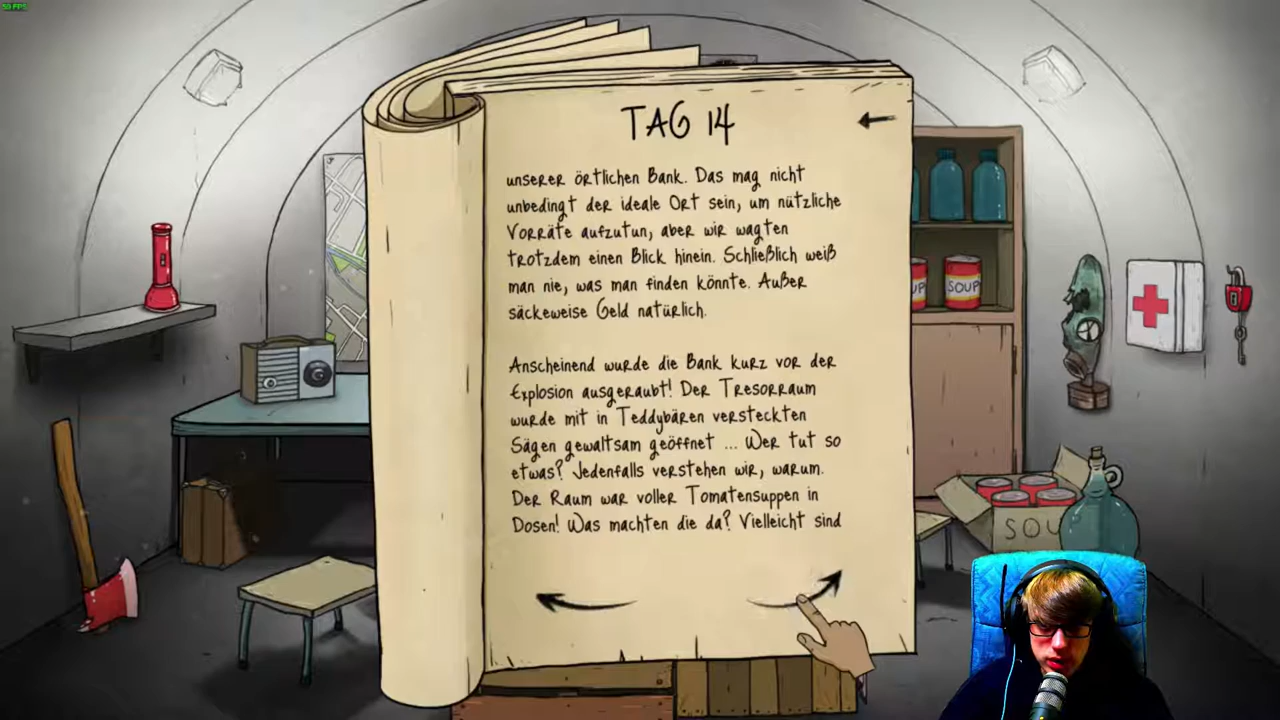 59 FPS
TAG 14
unserer örtlichen Bank. Das mag nicht
unbedingt der ideale Ort sein, um nützliche
Vorräte aufzutun, aber wir wagten
trotzdem einen Blick hinein. Schließlich weiß
man nie, was man finden könnte. Außer
säckeweise Geld natürlich.
Anscheinend wurde die Bank kurz vor der
Explosion ausgeraubt! Der Tresorraum
wurde mit in Teddybären versteckten
Sägen gewaltsam geöffnet ... Wer tut so
etwas? Jedenfalls verstehen wir, warum.
Der Raum war voller Tomatensuppen in
Dosen! Was machten die da? Vielleicht sind
UP
SOUP
SOU